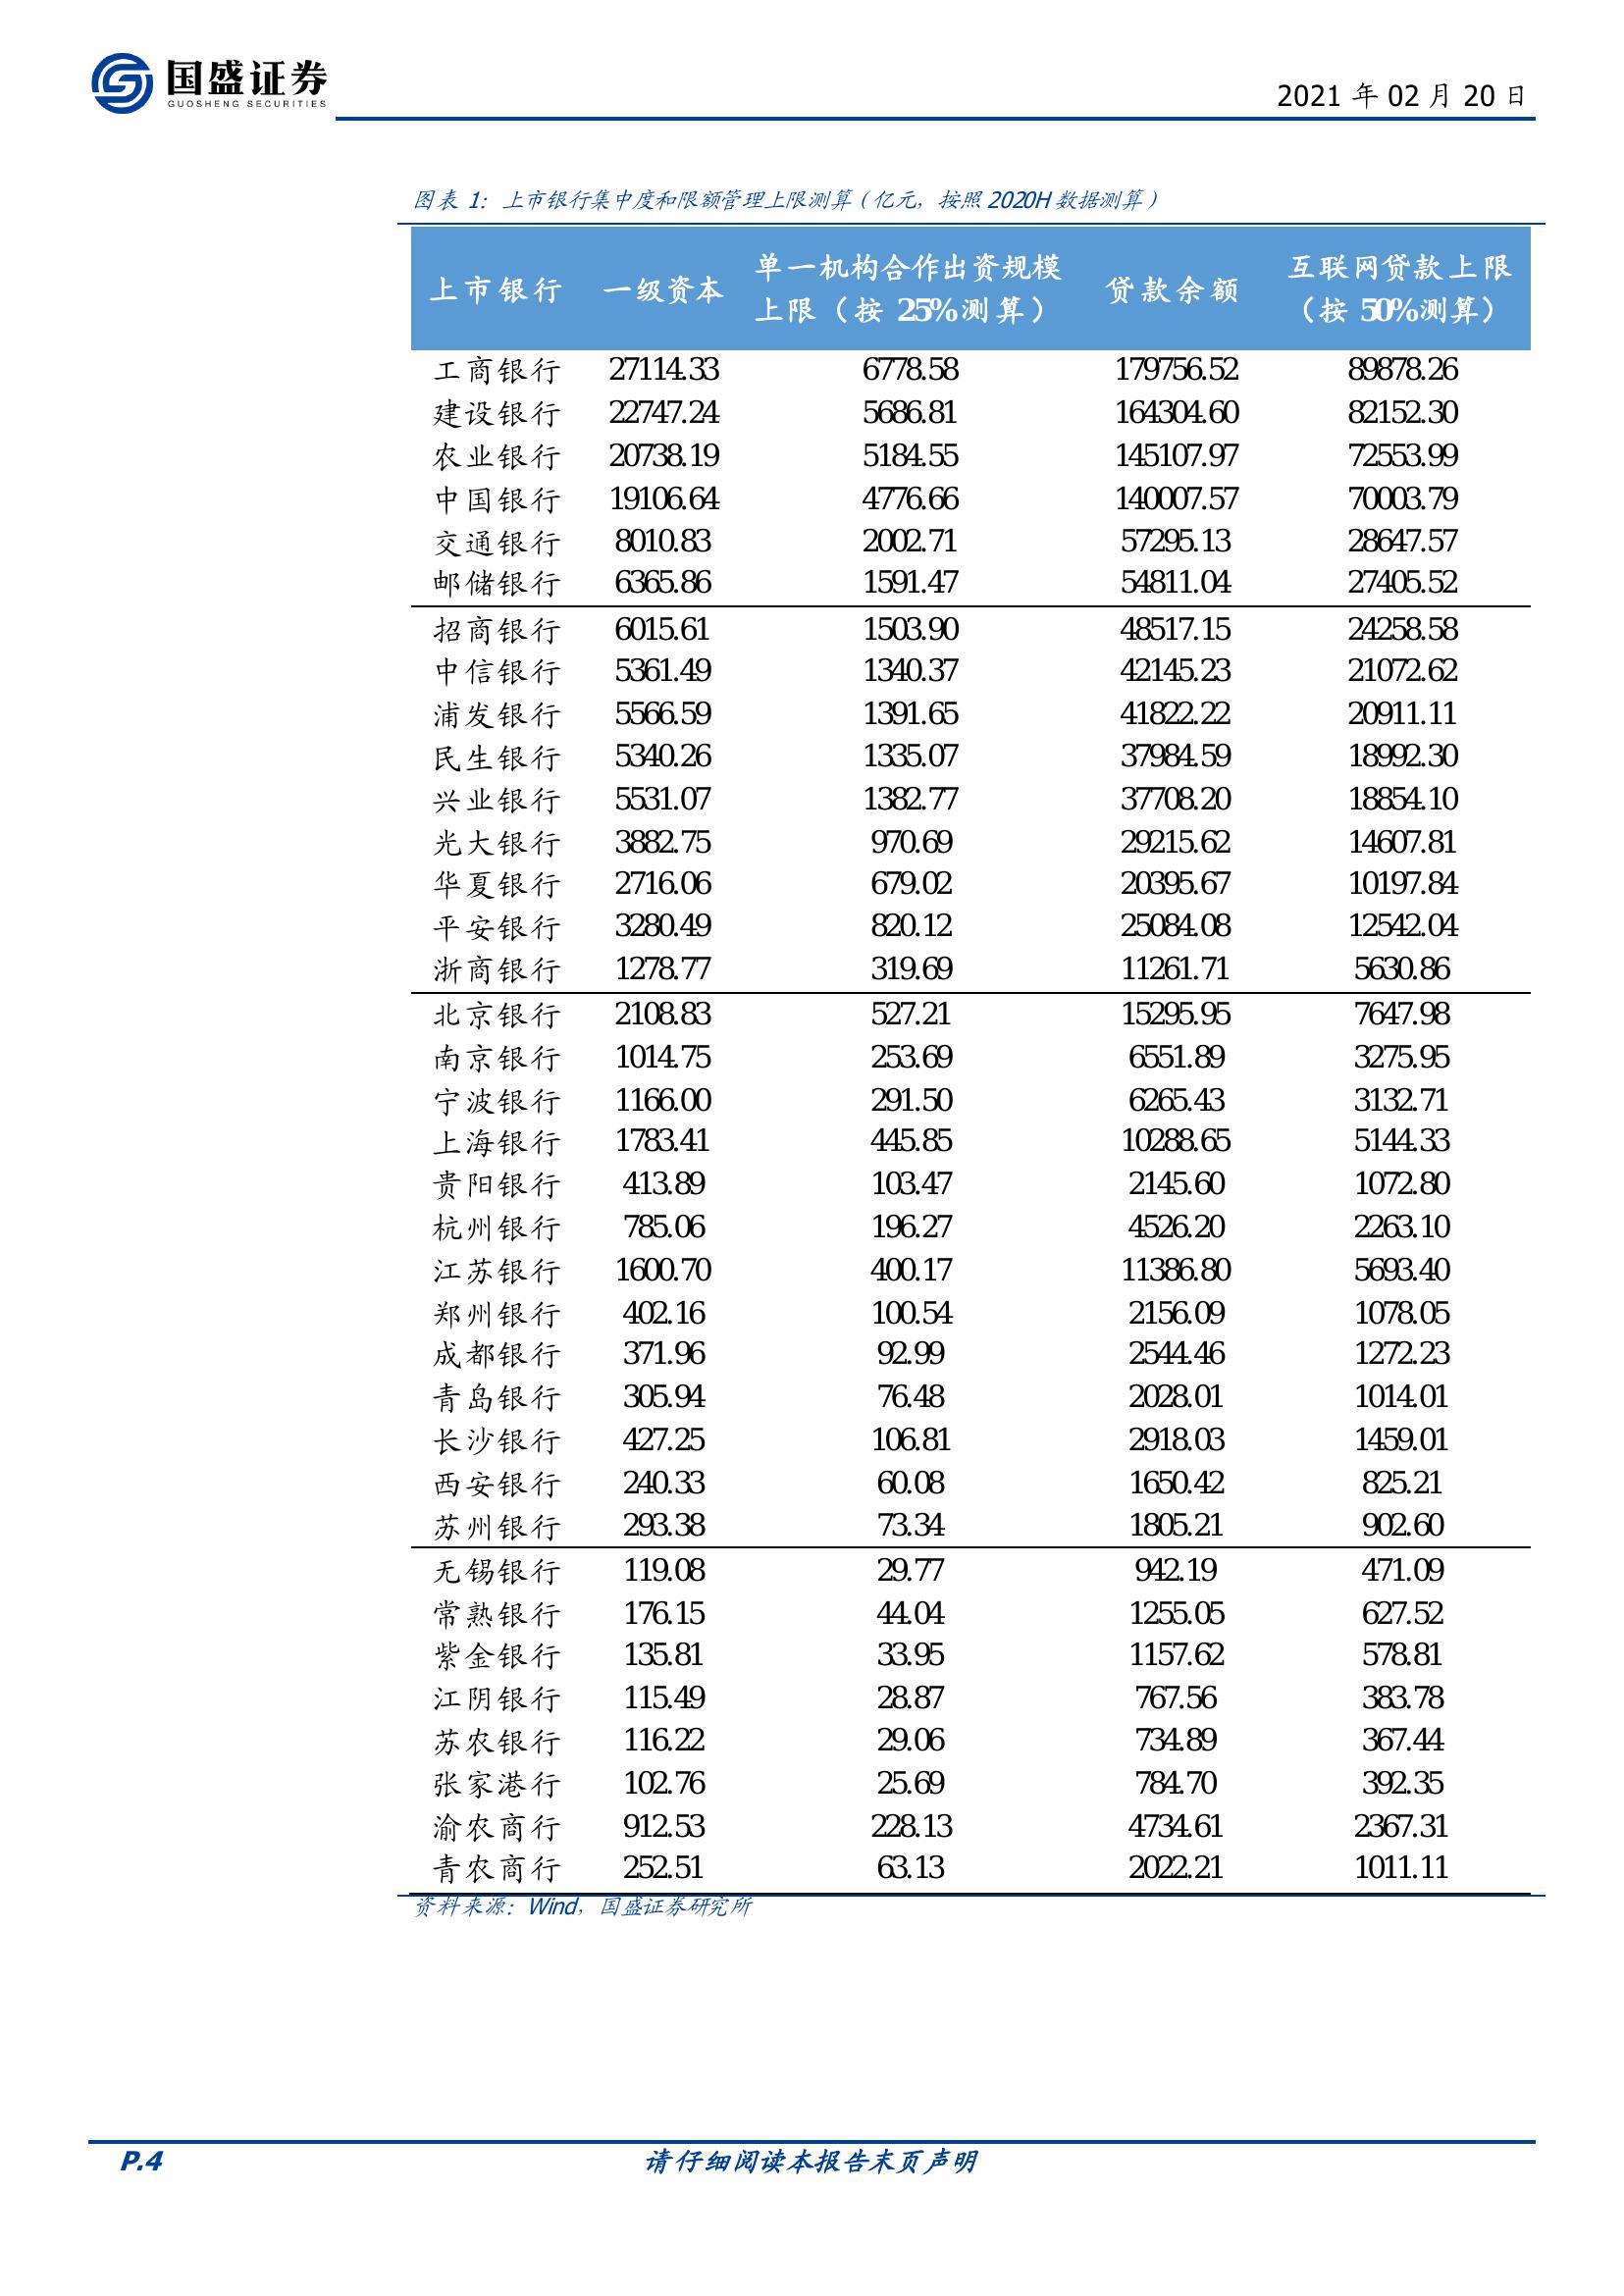 国盛证券
GUOSHENG SECURITIES
2021 年 02 月 20 日
图表 1：上市银行集中度和限额管理上限测算（亿元，按照 2020H 数据测算）
上市银行 一级资本 单一机构合作出资规模上限（按 25%测算） 贷款余额 互联网贷款上限（按 50%测算）
工商银行 27114.33 6778.58 179756.52 89878.26
建设银行 22747.24 5686.81 164304.60 82152.30
农业银行 20738.19 5184.55 145107.97 72553.99
中国银行 19106.64 4776.66 140007.57 70003.79
交通银行 8010.83 2002.71 57295.13 28647.57
邮储银行 6365.86 1591.47 54811.04 27405.52
招商银行 6015.61 1503.90 48517.15 24258.58
中信银行 5361.49 1340.37 42145.23 21072.62
浦发银行 5566.59 1391.65 41822.22 20911.11
民生银行 5340.26 1335.07 37984.59 18992.30
兴业银行 5531.07 1382.77 37708.20 18854.10
光大银行 3882.75 970.69 29215.62 14607.81
华夏银行 2716.06 679.02 20395.67 10197.84
平安银行 3280.49 820.12 25084.08 12542.04
浙商银行 1278.77 319.69 11261.71 5630.86
北京银行 2108.83 527.21 15295.95 7647.98
南京银行 1014.75 253.69 6551.89 3275.95
宁波银行 1166.00 291.50 6265.43 3132.71
上海银行 1783.41 445.85 10288.65 5144.33
贵阳银行 413.89 103.47 2145.60 1072.80
杭州银行 785.06 196.27 4526.20 2263.10
江苏银行 1600.70 400.17 11386.80 5693.40
郑州银行 402.16 100.54 2156.09 1078.05
成都银行 371.96 92.99 2544.46 1272.23
青岛银行 305.94 76.48 2028.01 1014.01
长沙银行 427.25 106.81 2918.03 1459.01
西安银行 240.33 60.08 1650.42 825.21
苏州银行 293.38 73.34 1805.21 902.60
无锡银行 119.08 29.77 942.19 471.09
常熟银行 176.15 44.04 1255.05 627.52
紫金银行 135.81 33.95 1157.62 578.81
江阴银行 115.49 28.87 767.56 383.78
苏农银行 116.22 29.06 734.89 367.44
张家港行 102.76 25.69 784.70 392.35
渝农商行 912.53 228.13 4734.61 2367.31
青农商行 252.51 63.13 2022.21 1011.11
资料来源：Wind，国盛证券研究所
P.4 请仔细阅读本报告末页声明